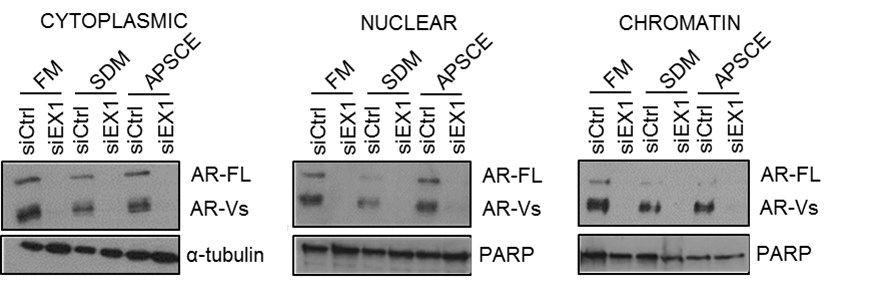 CYTOPLASMIC
FM SDM APSCE
siCtrl siEX1 siCtrl siEX1 siCtrl siEX1
AR-FL
AR-Vs
α-tubulin
NUCLEAR
FM SDM APSCE
siCtrl siEX1 siCtrl siEX1 siCtrl siEX1
AR-FL
AR-Vs
PARP
CHROMATIN
FM SDM APSCE
siCtrl siEX1 siCtrl siEX1 siCtrl siEX1
AR-FL
AR-Vs
PARP